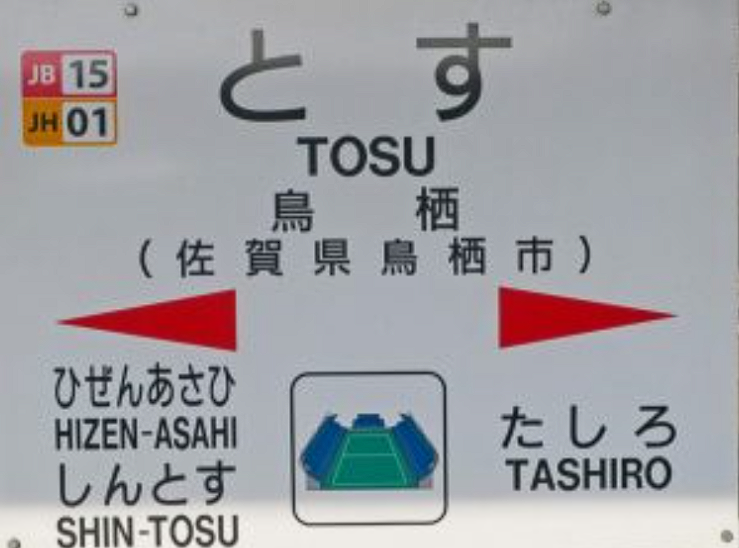 JB 15
JH 01
とす
TOSU
鳥栖
(佐賀県鳥栖市)
ひぜんあさひ
HIZEN-ASAHI
しんとす
SHIN-TOSU
たしろ
TASHIRO